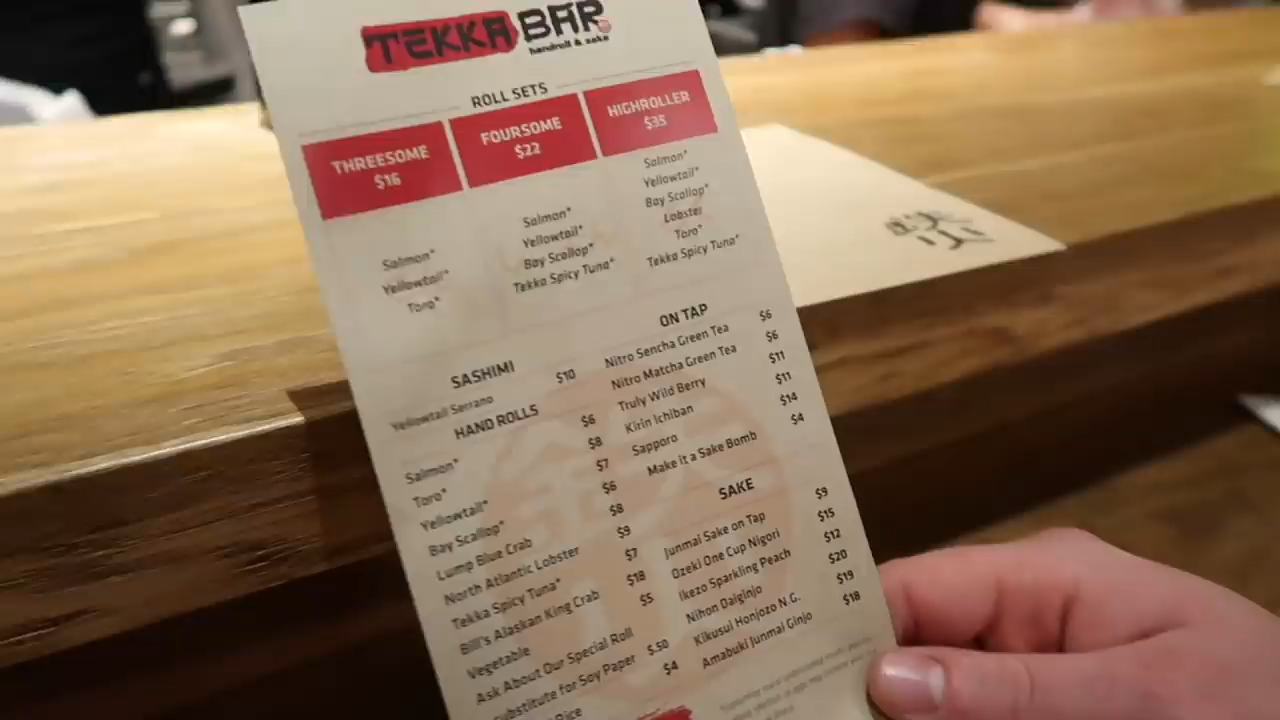 TEKKA BAR
handroll & sake
ROLL SETS
THREESOME
$16
Salmon*
Yellowtail*
Toro*
FOURSOME
$22
Salmon*
Yellowtail*
Bay Scallop*
Tekka Spicy Tuna*
HIGHROLLER
$35
Salmon*
Yellowtail*
Bay Scallop*
Lobster
Toro*
Tekka Spicy Tuna*
SASHIMI
Yellowtail Serrano $10
HAND ROLLS
Salmon* $6
Toro* $8
Yellowtail* $7
Bay Scallop* $6
Lump Blue Crab $8
North Atlantic Lobster $9
Tekka Spicy Tuna* $7
Bill's Alaskan King Crab $18
Vegetable $5
Ask About Our Special Roll
ubstitute for Soy Paper $.50
Rice $4
ON TAP
Nitro Sencha Green Tea $6
Nitro Matcha Green Tea $6
Truly Wild Berry $11
Kirin Ichiban $11
Sapporo $14
Make it a Sake Bomb $4
SAKE
Junmai Sake on Tap $9
Ozeki One Cup Nigori $15
Ikezo Sparkling Peach $12
Nihon Daiginjo $20
Kikusui Honjozo N.G. $19
Amabuki Junmai Ginjo $18